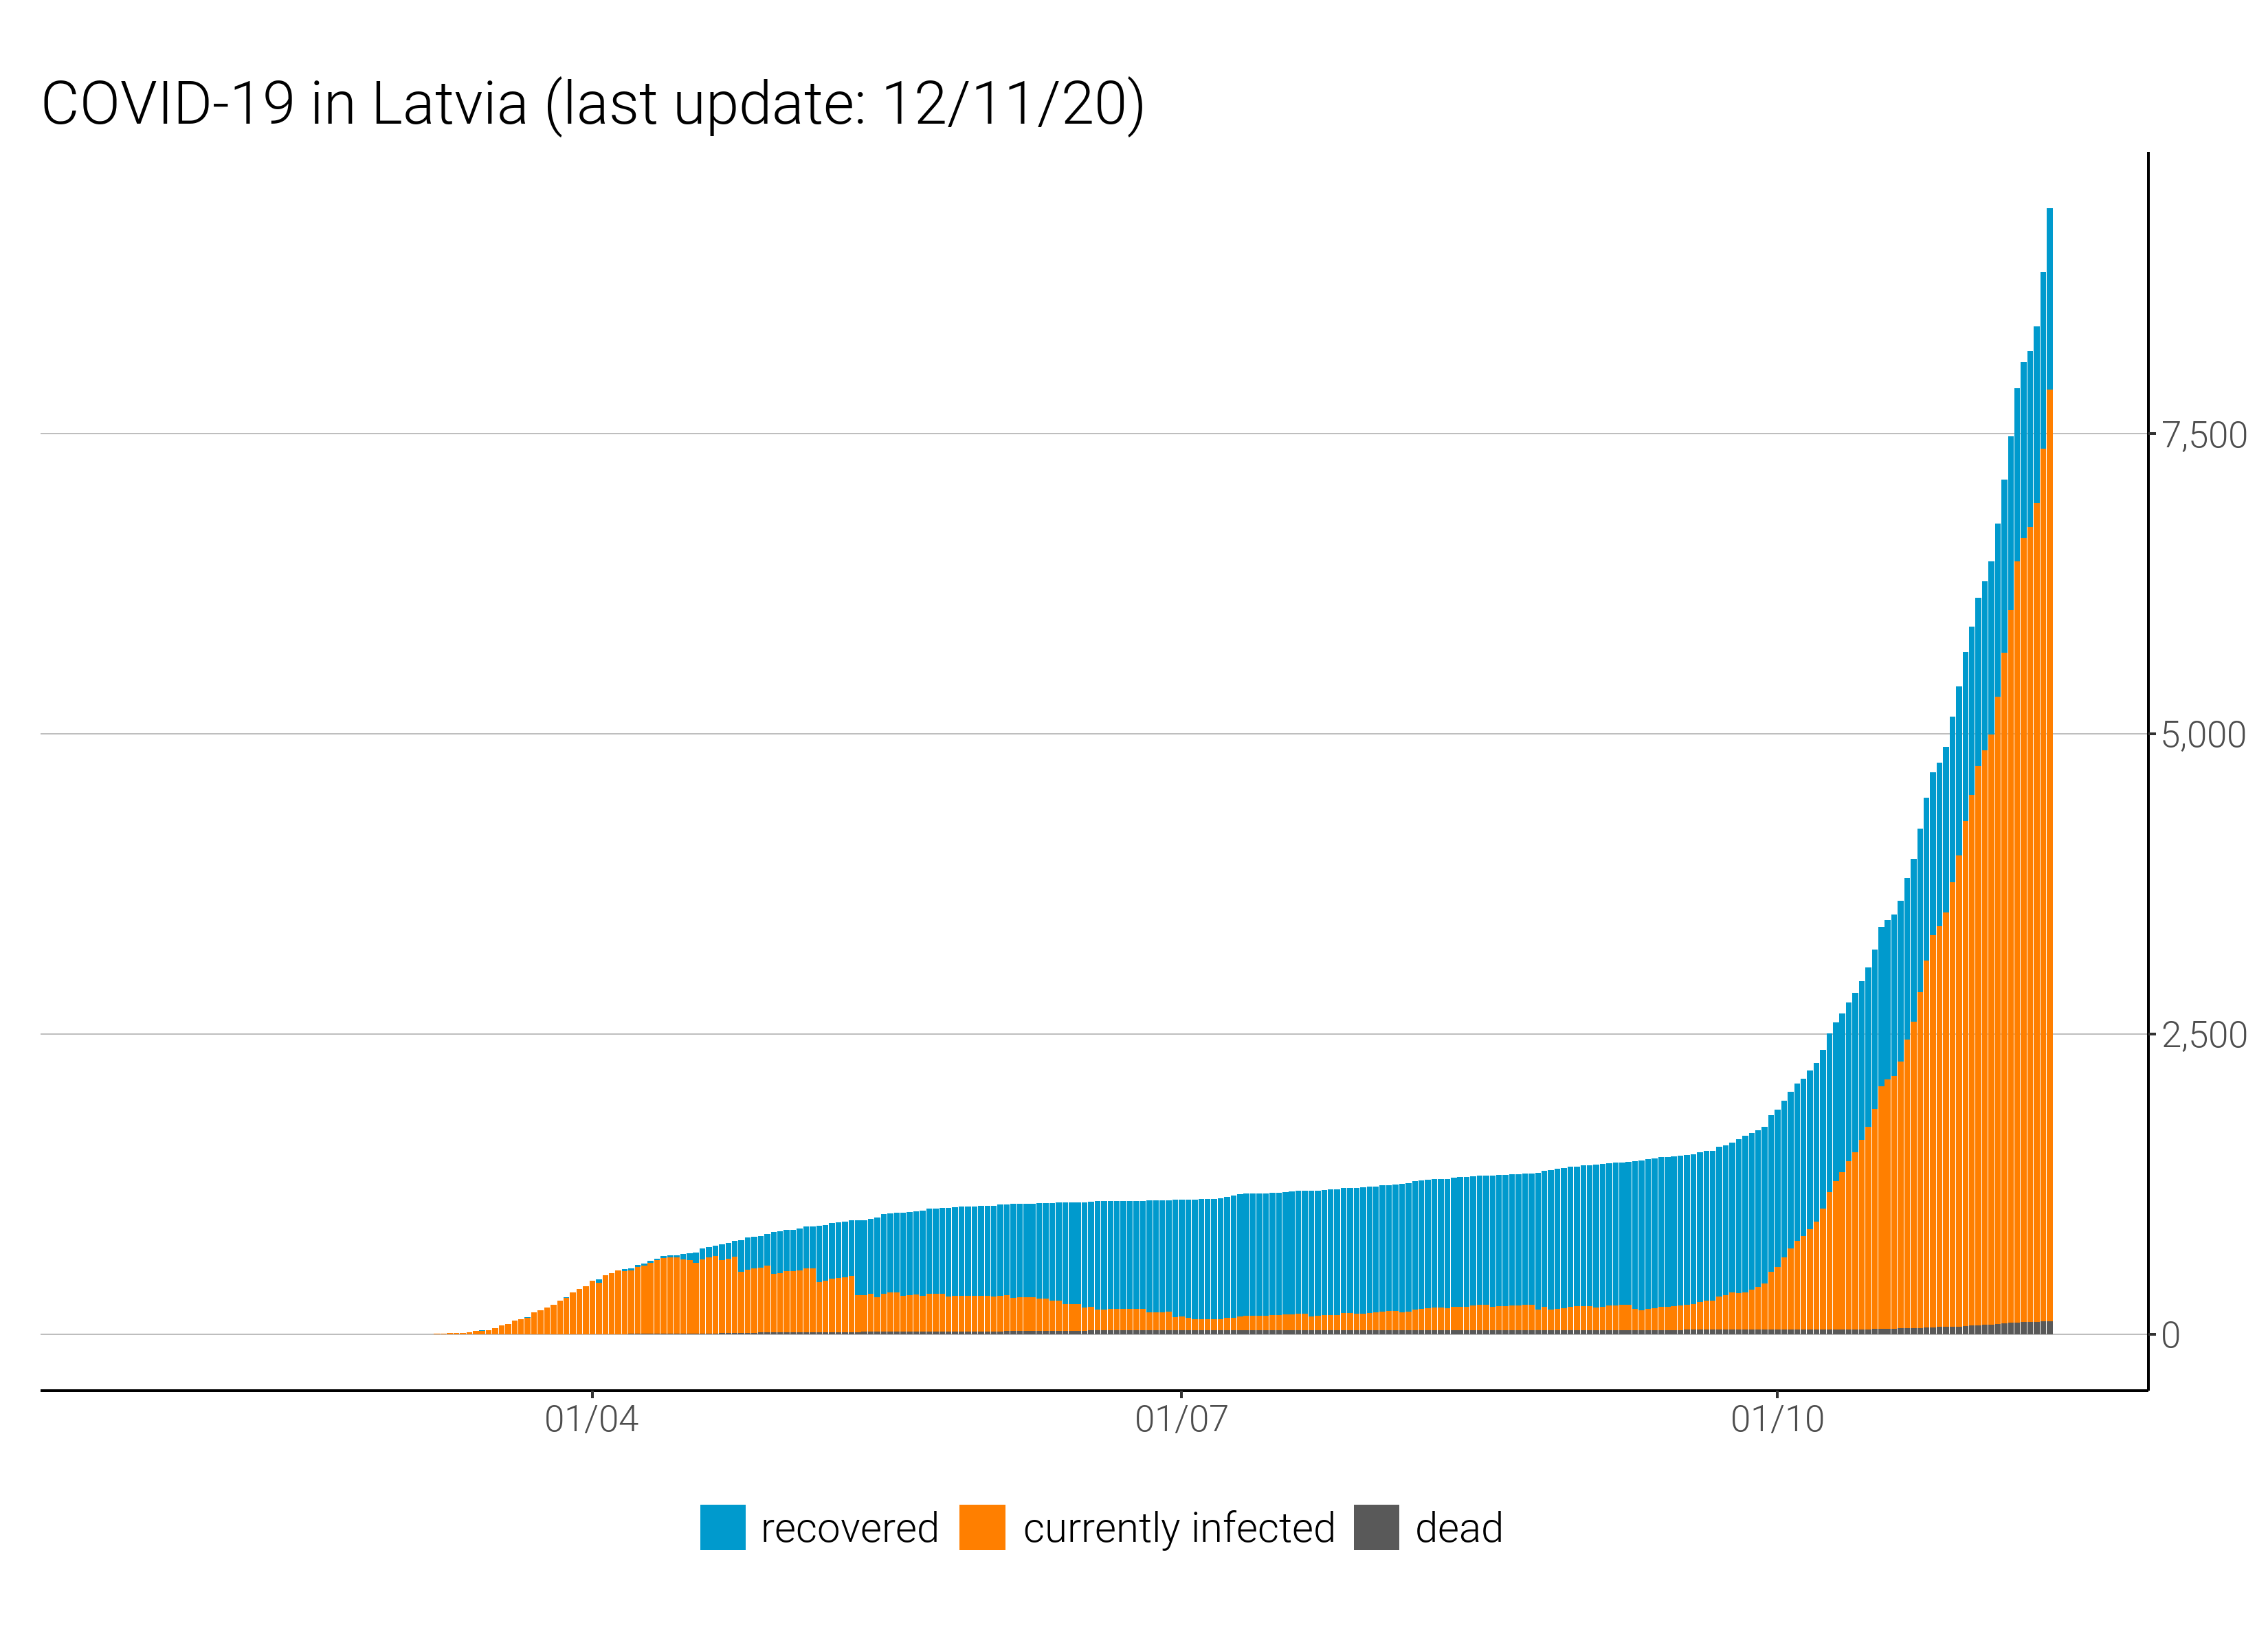 COVID-19 in Latvia (last update: 12/11/20)
7,500
5,000
2,500
0
01/04 01/07 01/10
recovered currently infected dead